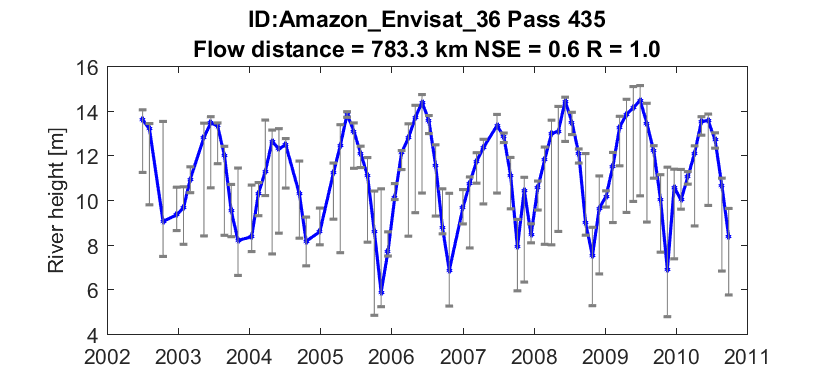 ID:Amazon_Envisat_36 Pass 435
Flow distance = 783.3 km NSE = 0.6 R = 1.0
River height [m]
16
14
12
10
8
6
4
2002 2003 2004 2005 2006 2007 2008 2009 2010 2011